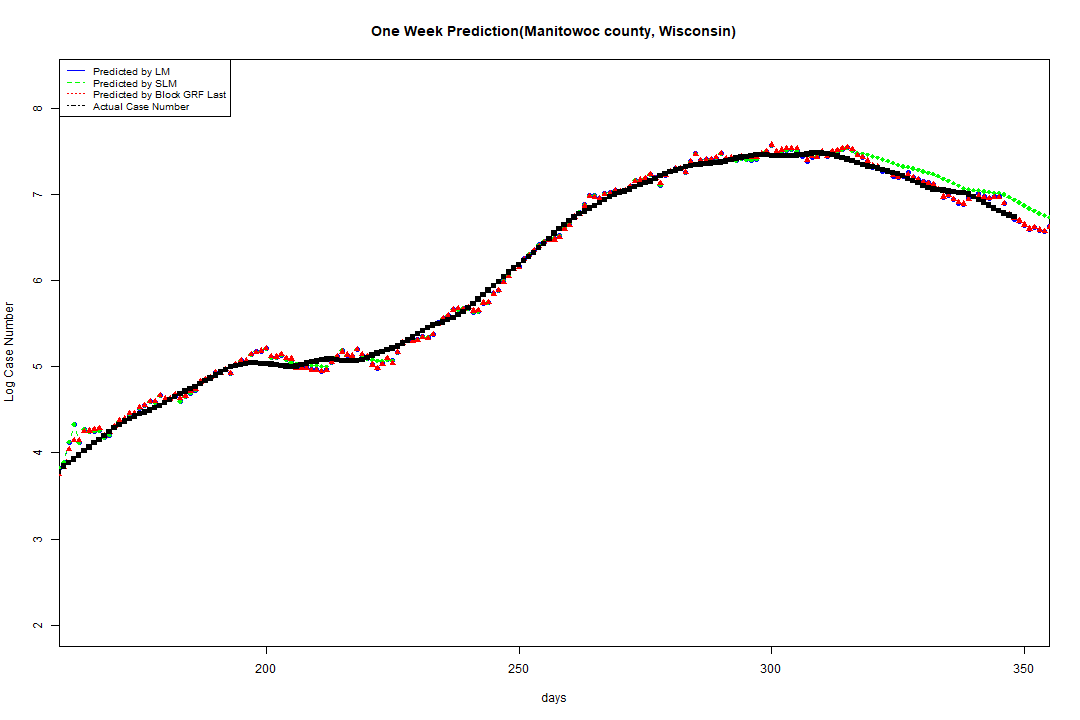 One Week Prediction(Manitowoc county, Wisconsin)
Predicted by LM
Predicted by SLM
Predicted by Block GRF Last
Actual Case Number
8
7
6
5
4
3
2
Log Case Number
200 250 300 350
days